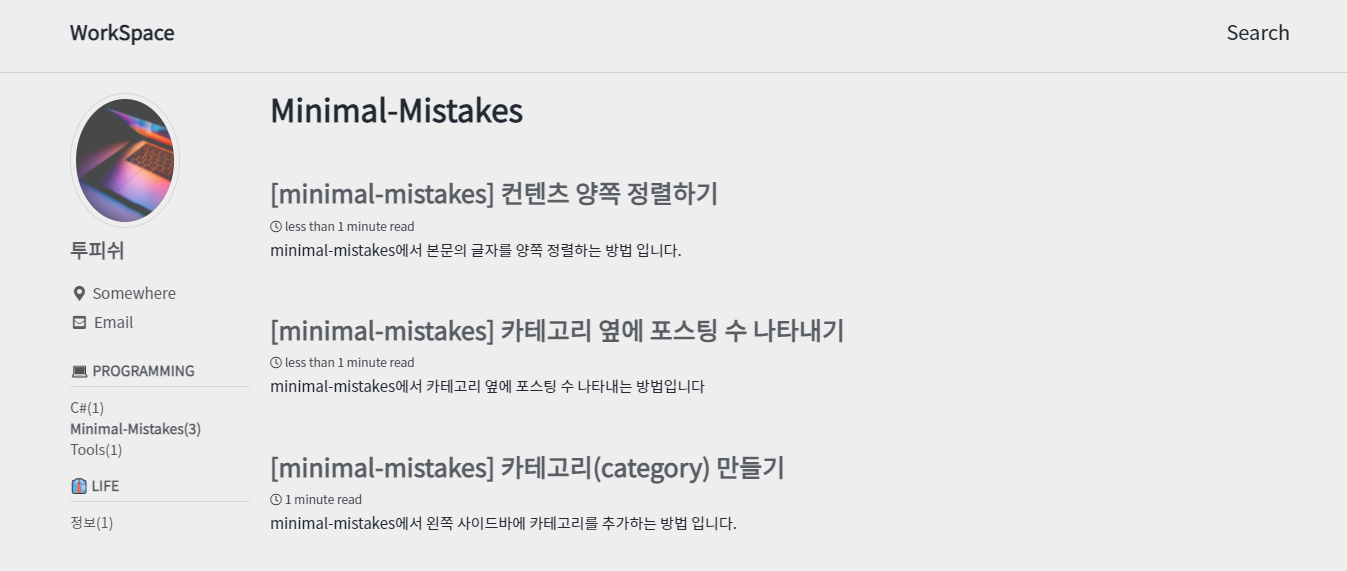 WorkSpace
Search
투피쉬
Somewhere
Email
PROGRAMMING
C#(1)
Minimal-Mistakes(3)
Tools(1)
LIFE
정보(1)
Minimal-Mistakes
[minimal-mistakes] 컨텐츠 양쪽 정렬하기
less than 1 minute read
minimal-mistakes에서 본문의 글자를 양쪽 정렬하는 방법 입니다.
[minimal-mistakes] 카테고리 옆에 포스팅 수 나타내기
less than 1 minute read
minimal-mistakes에서 카테고리 옆에 포스팅 수 나타내는 방법입니다
[minimal-mistakes] 카테고리(category) 만들기
1 minute read
minimal-mistakes에서 왼쪽 사이드바에 카테고리를 추가하는 방법 입니다.